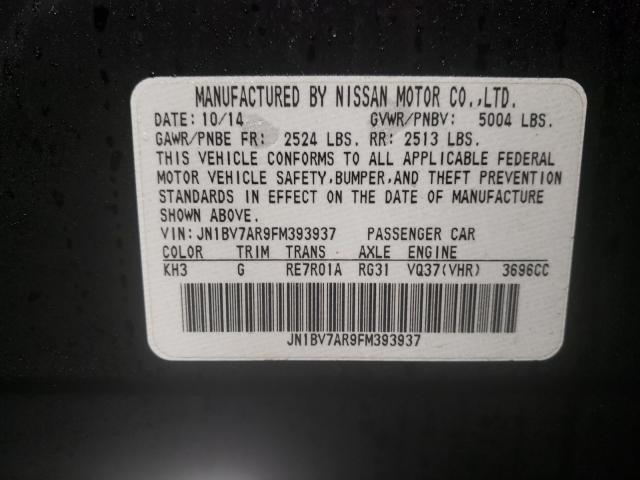 MANUFACTURED BY NISSAN MOTOR CO.,LTD.
DATE: 10/14 GVWR/PNBV: 5004 LBS.
GAWR/PNBE FR: 2524 LBS. RR: 2513 LBS.
THIS VEHICLE CONFORMS TO ALL APPLICABLE FEDERAL
MOTOR VEHICLE SAFETY,BUMPER,AND THEFT PREVENTION
STANDARDS IN EFFECT ON THE DATE OF MANUFACTURE
SHOWN ABOVE.
VIN: JN1BV7AR9FM393937 PASSENGER CAR
COLOR TRIM TRANS AXLE ENGINE
KH3 G RE7R01A RG31 VQ37(VHR) 3696CC
JN1BV7AR9FM393937